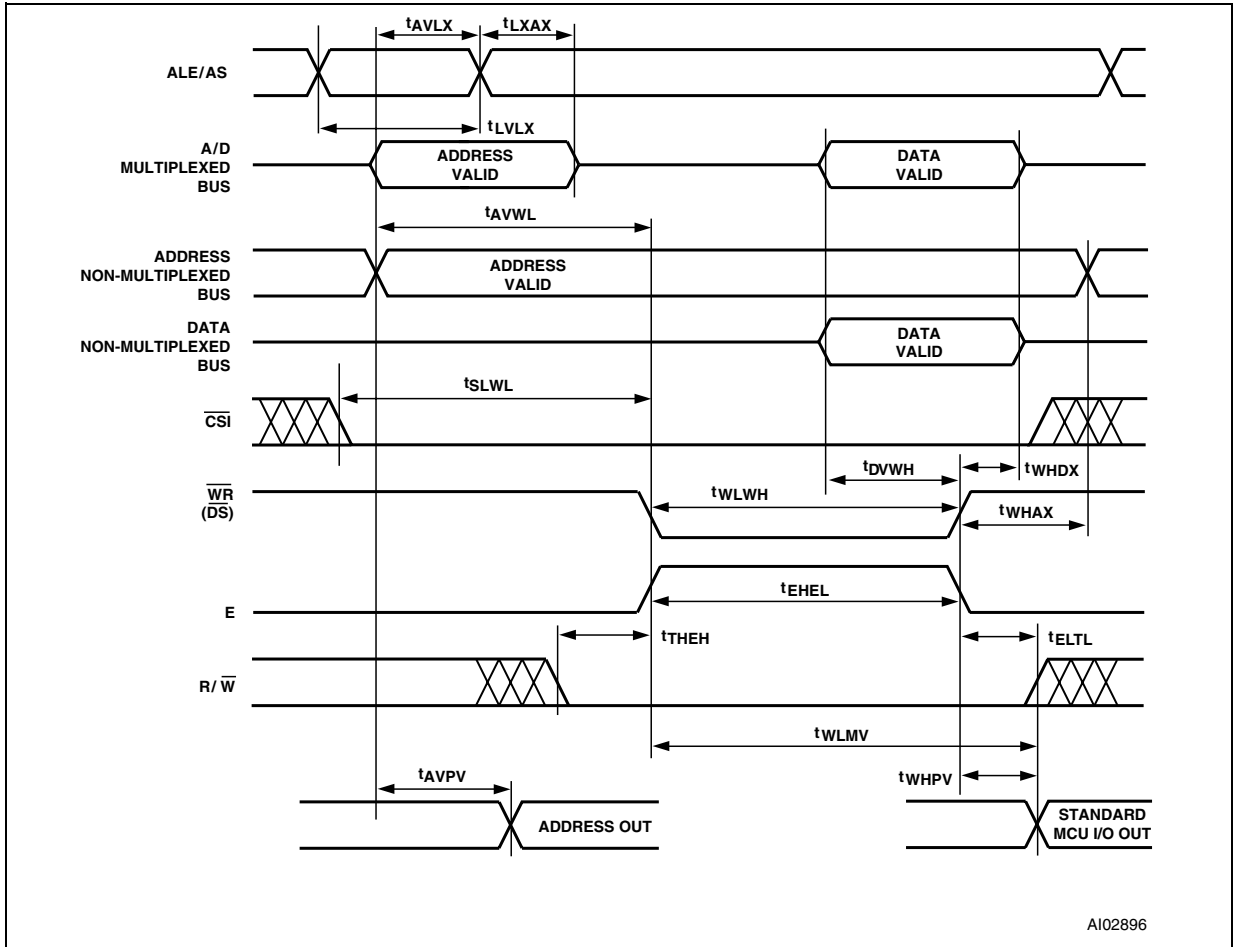 tAVLX
tLXAX
ALE/AS
tLVLX
A/D
MULTIPLEXED
BUS
ADDRESS
VALID
DATA
VALID
tAVWL
ADDRESS
NON-MULTIPLEXED
BUS
ADDRESS
VALID
DATA
NON-MULTIPLEXED
BUS
DATA
VALID
tSLWL
CSI
tDVWH
tWHDX
WR
(DS)
tWLWH
tWHAX
tEHEL
E
tTHEH
tELTL
R/ W
tWLMV
tAVPV
tWHPV
ADDRESS OUT
STANDARD
MCU I/O OUT
AI02896